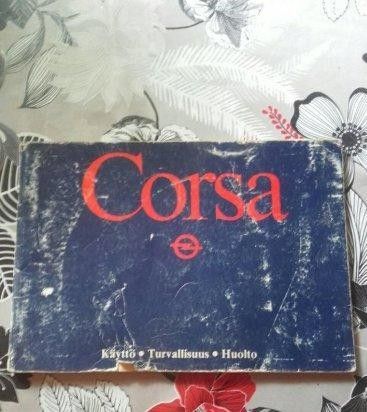 Corsa
Käyttö • Turvallisuus • Huolto